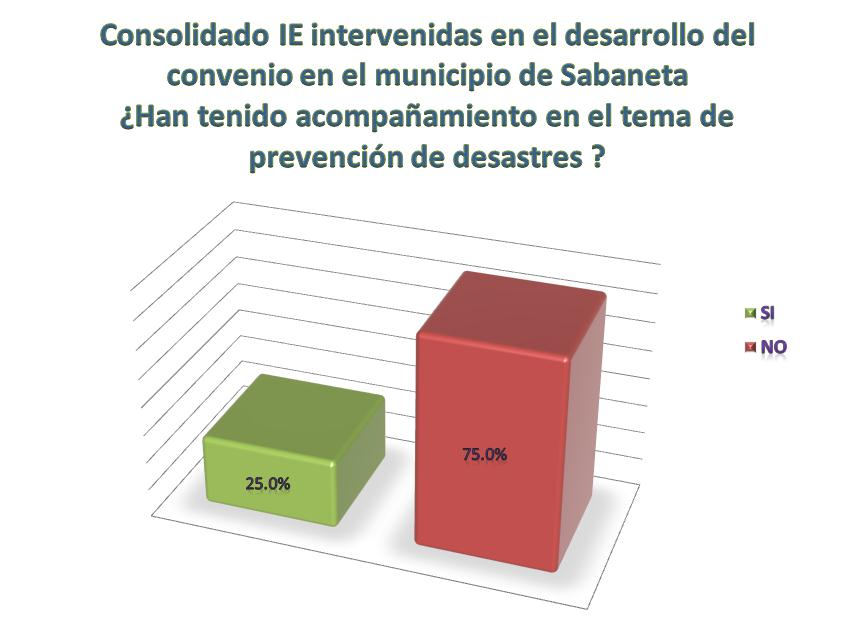 Consolidado IE intervenidas en el desarrollo del
convenio en el municipio de Sabaneta
¿Han tenido acompañamiento en el tema de
prevención de desastres ?
SI
NO
75.0%
25.0%